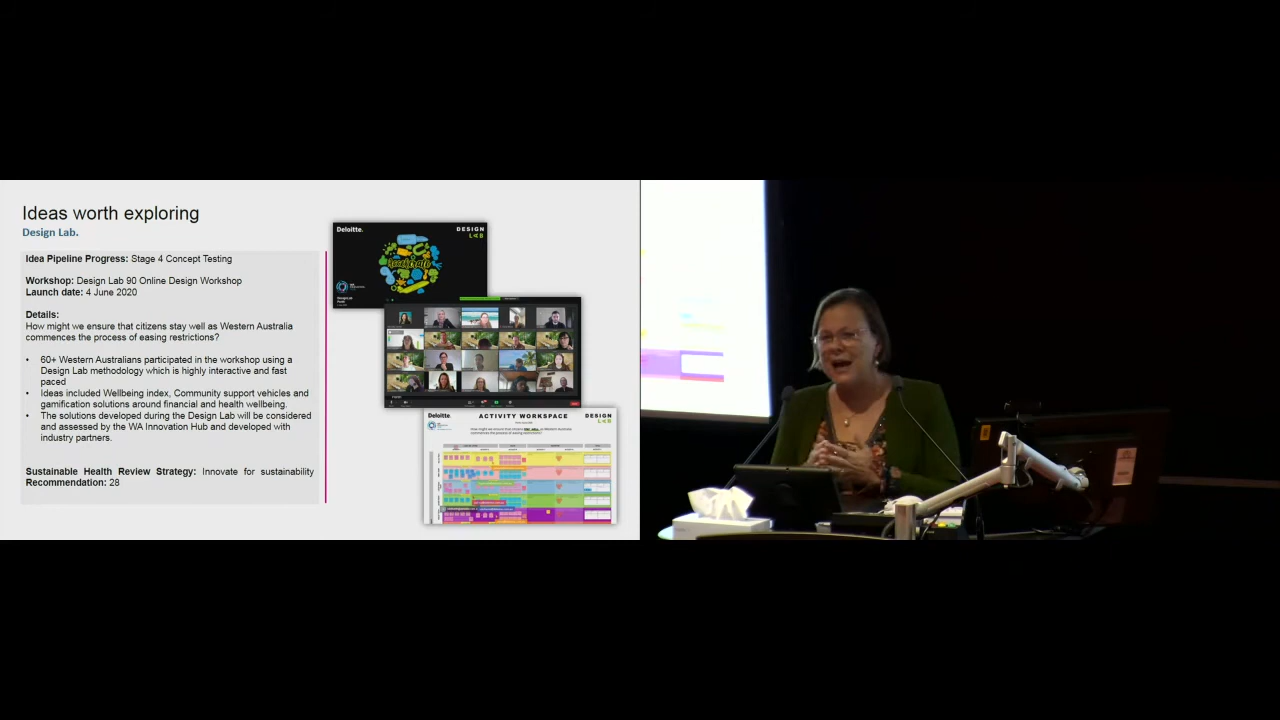 Ideas worth exploring
Design Lab.
Idea Pipeline Progress: Stage 4 Concept Testing
Workshop: Design Lab 90 Online Design Workshop
Launch date: 4 June 2020
Details:
How might we ensure that citizens stay well as Western Australia
commences the process of easing restrictions?
• 60+ Western Australians participated in the workshop using a
Design Lab methodology which is highly interactive and fast
paced
• Ideas included Wellbeing index, Community support vehicles and
gamification solutions around financial and health wellbeing.
• The solutions developed during the Design Lab will be considered
and assessed by the WA Innovation Hub and developed with
industry partners.
Sustainable Health Review Strategy: Innovate for sustainability
Recommendation: 28
Deloitte.
DESIGN
LAB
Deloitte.
ACTIVITY WORKSPACE
DESIGN
LAB